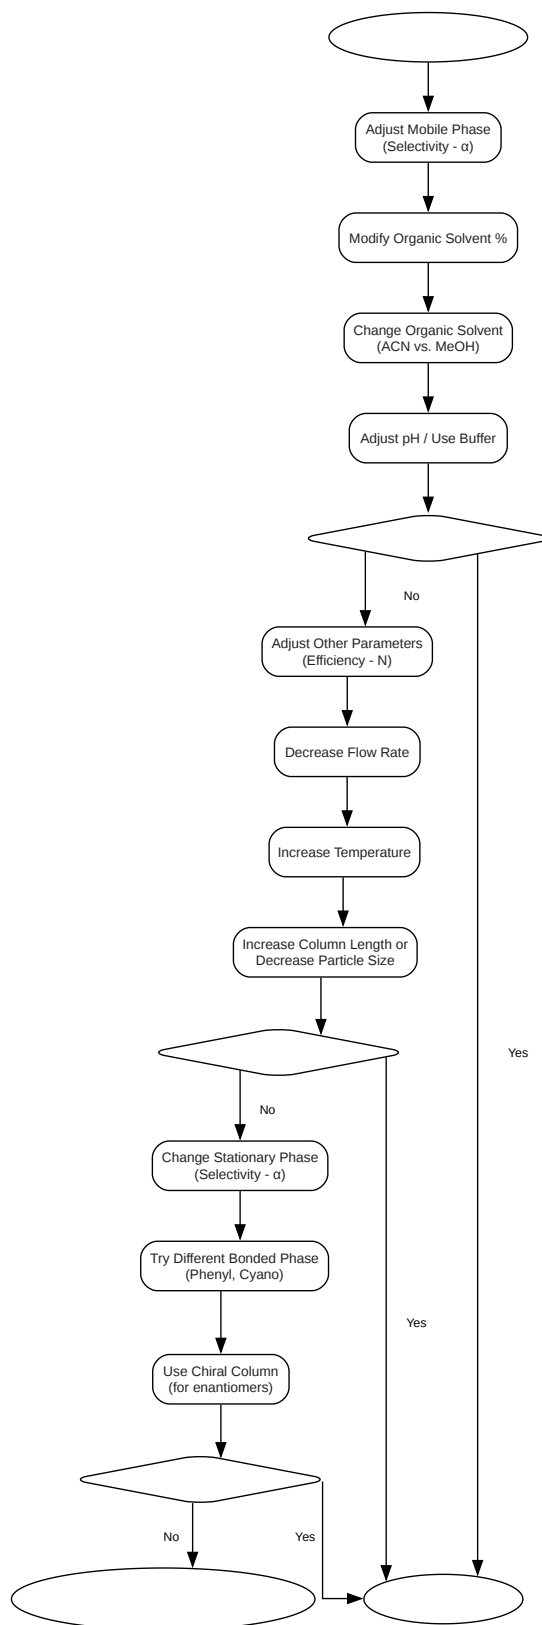 Adjust Mobile Phase
(Selectivity - α)
Modify Organic Solvent %
Change Organic Solvent
(ACN vs. MeOH)
Adjust pH / Use Buffer
No
Adjust Other Parameters
(Efficiency - N)
Decrease Flow Rate
Increase Temperature
Increase Column Length or
Decrease Particle Size
Yes
No
Change Stationary Phase
(Selectivity - α)
Try Different Bonded Phase
(Phenyl, Cyano)
Yes
Use Chiral Column
(for enantiomers)
No
Yes